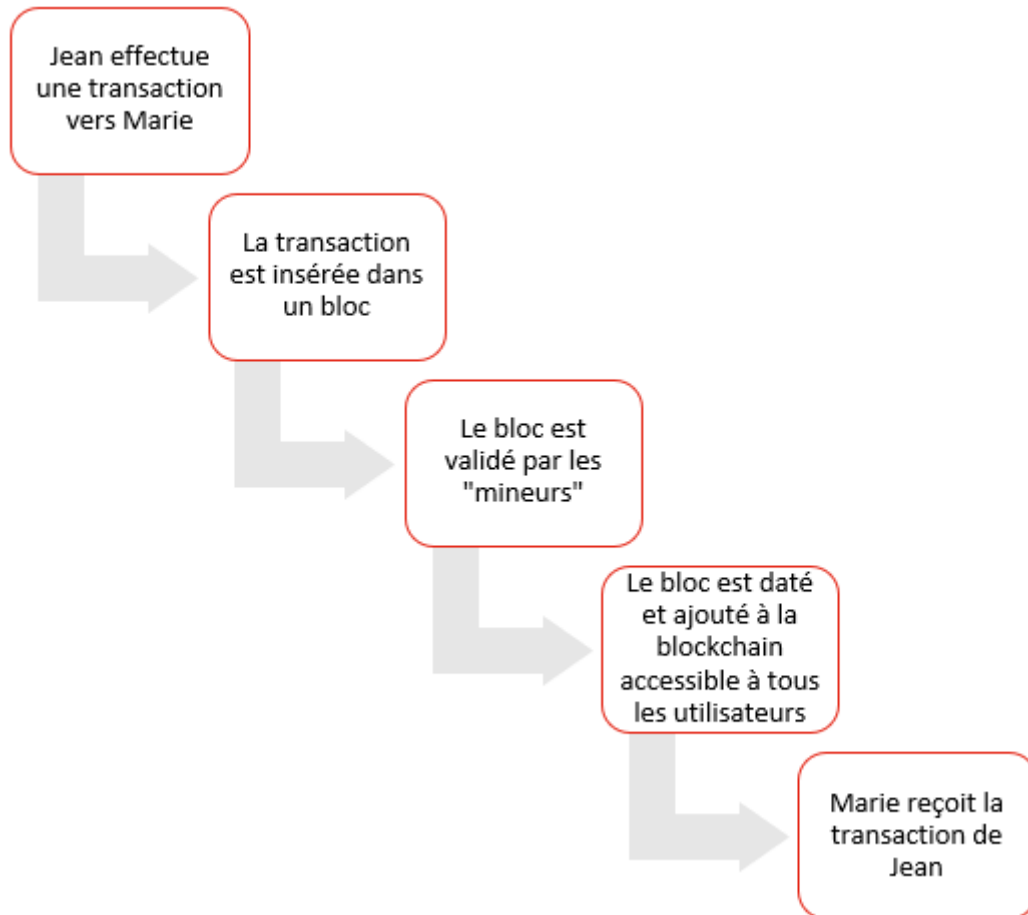 Jean effectue
une transaction
vers Marie
La transaction
est insérée dans
un bloc
Le bloc est
validé par les
"mineurs"
Le bloc est daté
et ajouté à la
blockchain
accessible à tous
les utilisateurs
Marie reçoit la
transaction de
Jean